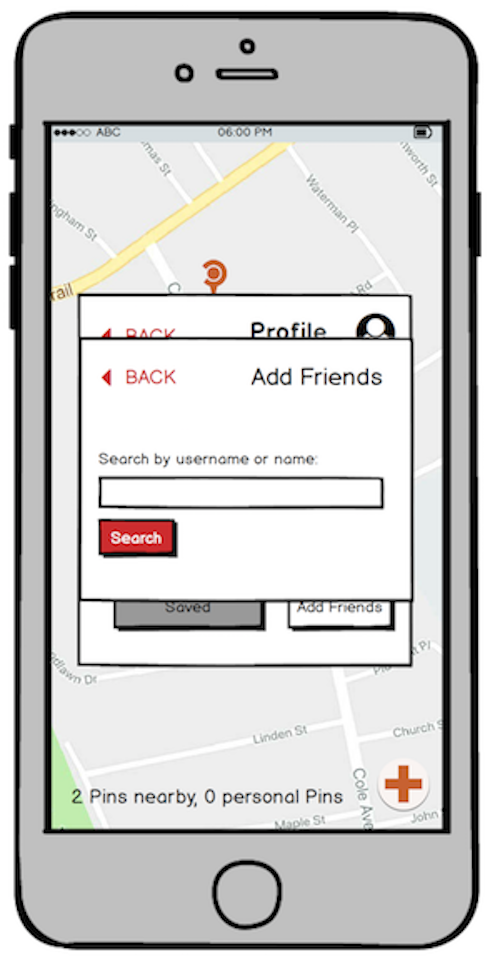 ABC 06:00 PM
mas St
nworth St
Waterman Pl
ngham St
C
Rd
rail
BACK Profile
BACK Add Friends
Search by username or name:
Search
Saved Add Friends
t Pl
dlawn Dr
Linden St
Church S
2 Pins nearby, 0 personal Pins
Cole Ave
Maple St
John